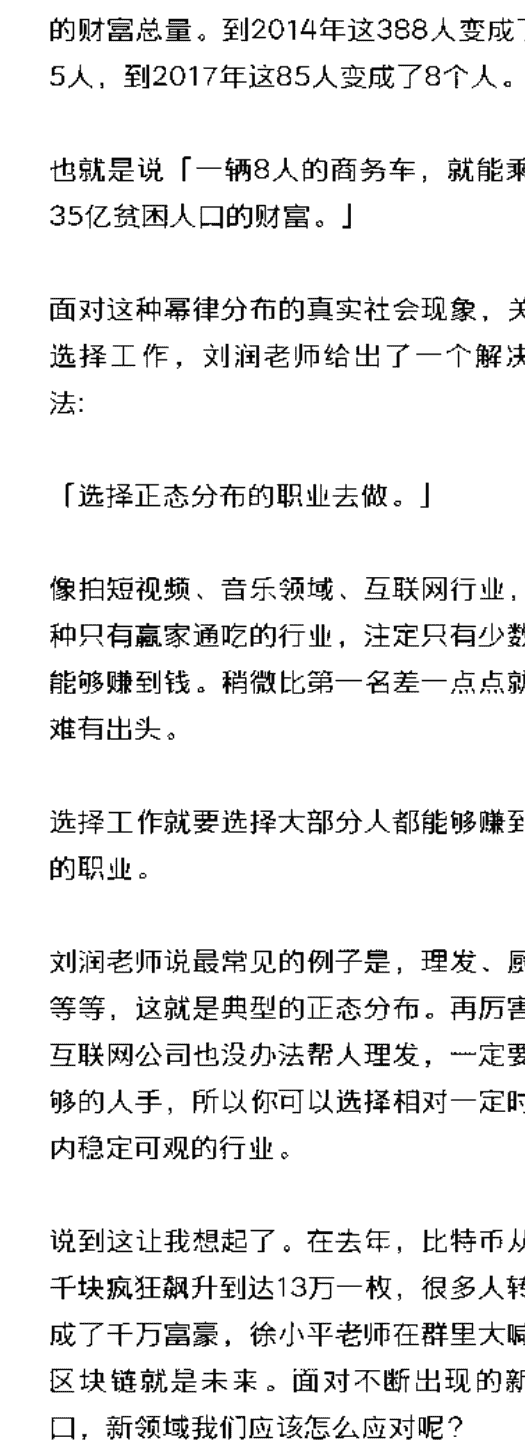 的财富总量。到2014年这388人变成
5人，到2017年这85人变成了8个人。
也就是说「一辆8人的商务车，就能乘
35亿贫困人口的财富。」
面对这种幂律分布的真实社会现象，关
选择工作，刘润老师给出了一个解决
法:
「选择正态分布的职业去做。」
像拍短视频、音乐领域、互联网行业，
种只有赢家通吃的行业，注定只有少数
能够赚到钱。稍微比第一名差一点点就
难有出头。
选择工作就要选择大部分人都能够赚到
的职业。
刘润老师说最常见的例子是，理发、厨
等等，这就是典型的正态分布。再厉害
互联网公司也没办法帮人理发，一定要
够的人手，所以你可以选择相对一定时
内稳定可观的行业。
说到这让我想起了。在去年，比特币从
千块疯狂飙升到达13万一枚，很多人转
成了千万富豪，徐小平老师在群里大喊
区块链就是未来。面对不断出现的新
口，新领域我们应该怎么应对呢？